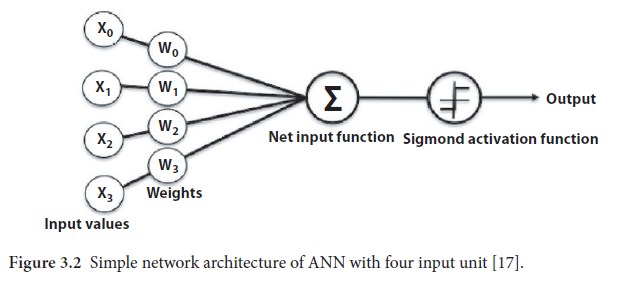 X0
W0
X1
W1
Σ
Output
X2
W2
Net input function
Sigmond activation function
W3
X3
Weights
Input values
Figure 3.2 Simple network architecture of ANN with four input unit [17].